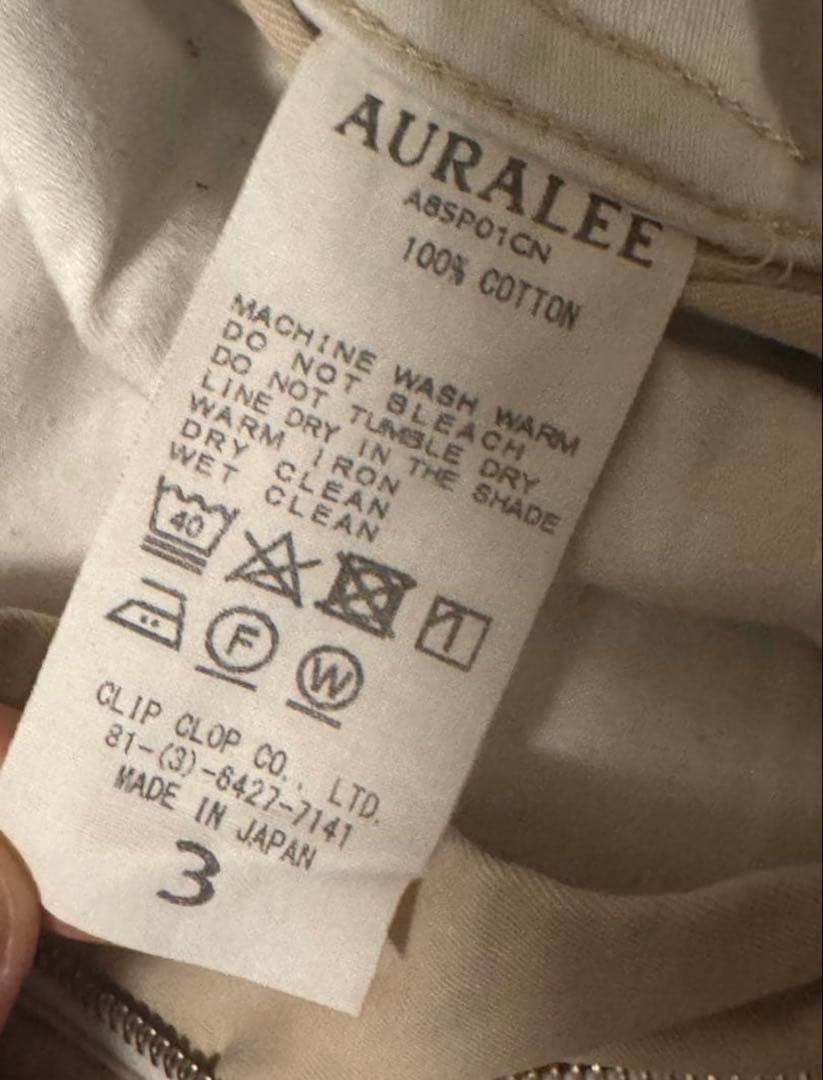 AURALEE
A8SP01CN
100% COTTON
MACHINE WASH WARM
DO NOT BLEACH
DO NOT TUMBLE DRY
LINE DRY IN THE SHADE
WARM IRON
DRY CLEAN
WET CLEAN
40
F W
CLIP CLOP CO., LTD.
81-(3)-6427-7141
MADE IN JAPAN
3